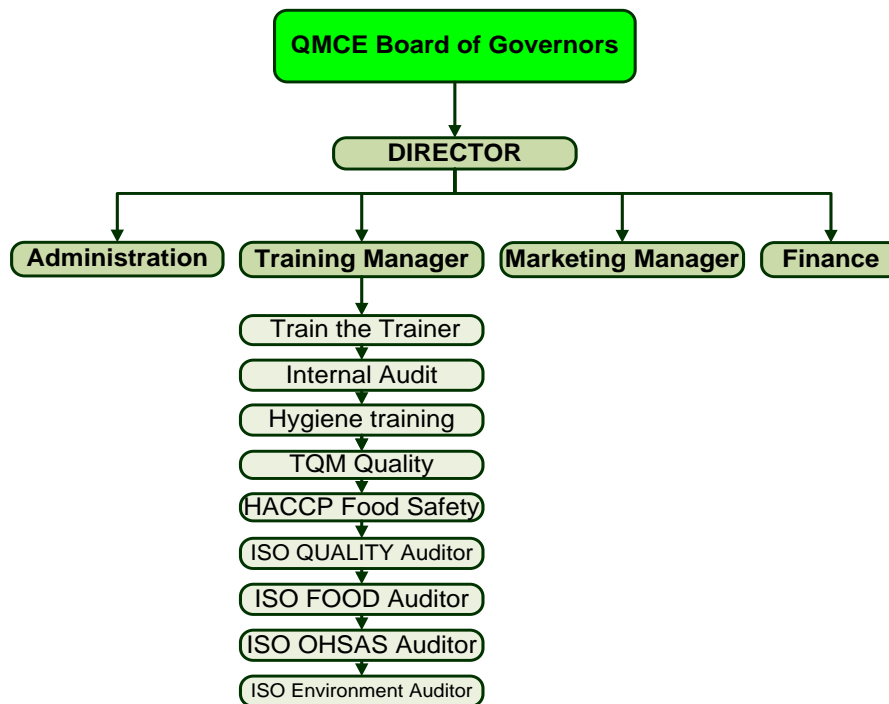 QMCE Board of Governors
DIRECTOR
Administration
Training Manager
Marketing Manager
Finance
Train the Trainer
Internal Audit
Hygiene training
TQM Quality
HACCP Food Safety
ISO QUALITY Auditor
ISO FOOD Auditor
ISO OHSAS Auditor
ISO Environment Auditor